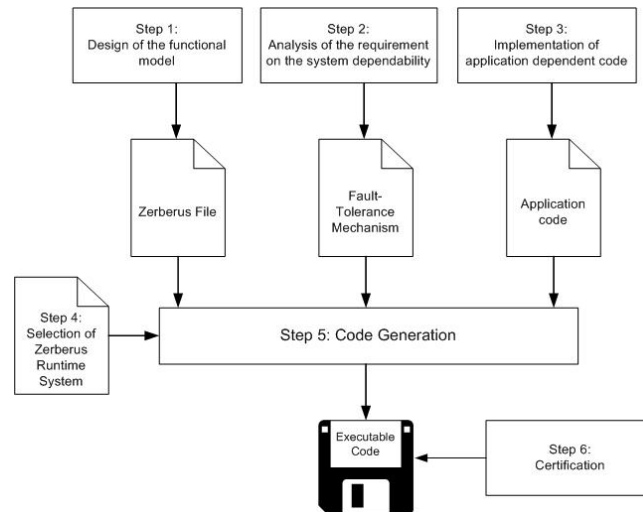 Step 1:
Design of the functional
model
Step 2:
Analysis of the requirement
on the system dependability
Step 3:
Implementation of
application dependent code
Zerberus File
Fault-
Tolerance
Mechanism
Application
code
Step 4:
Selection of
Zerberus
Runtime
System
Step 5: Code Generation
Executable
Code
Step 6:
Certification